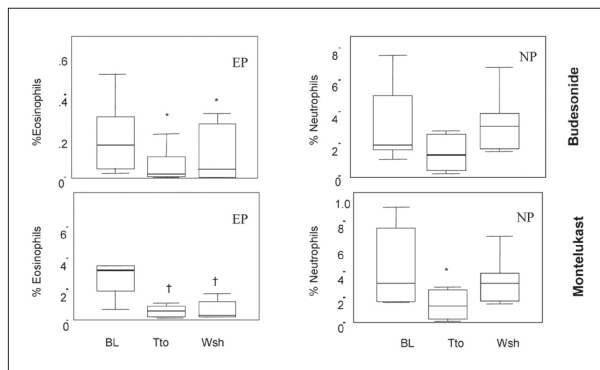 .6
.4
.2
0
%Eosinophils
EP
*
*
8
6
4
2
0
% Neutrophils
NP
Budesonide
6
4
2
0
% Eosinophils
EP
†
†
BL
Tto
Wsh
1.0
8
6
4
2
0
% Neutrophils
NP
*
BL
Tto
Wsh
Montelukast